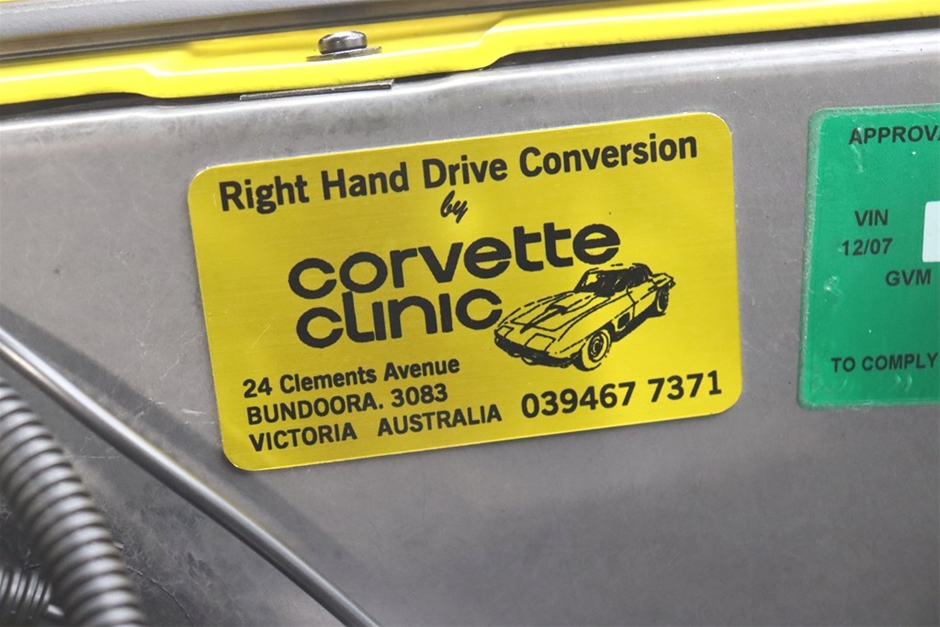 Right Hand Drive Conversion
by
corvette
clinic
24 Clements Avenue
BUNDOORA. 3083
VICTORIA AUSTRALIA 039467 7371
VIN
12/07
GVM
TO COMPLY